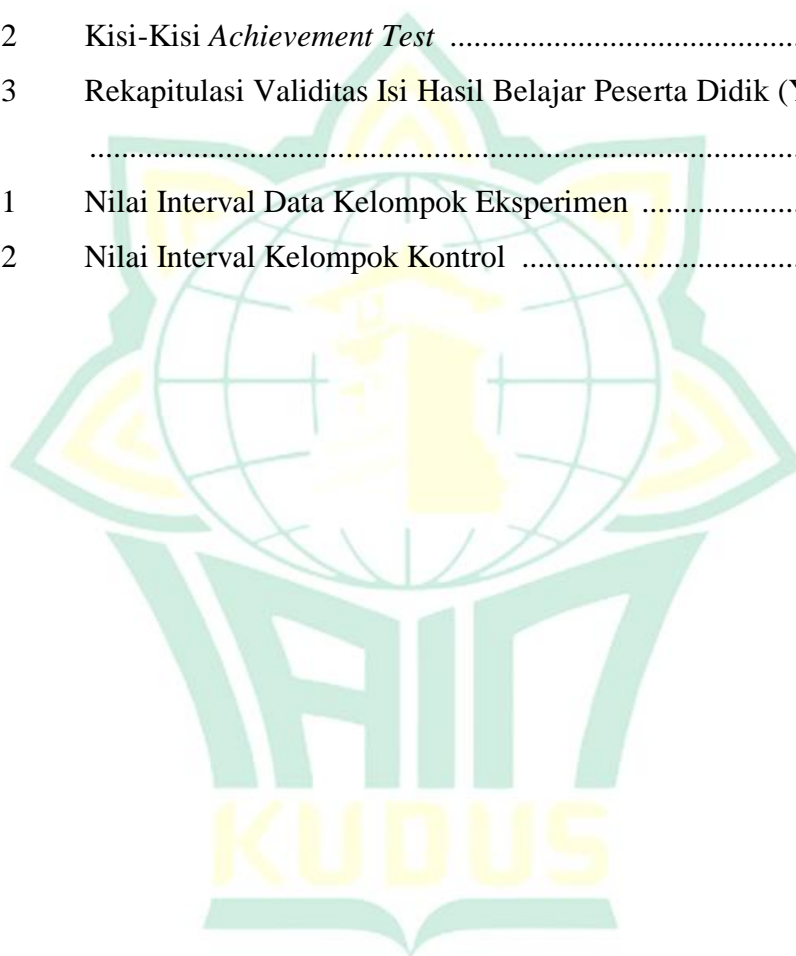 2 Kisi-Kisi Achievement Test ............................................
3 Rekapitulasi Validitas Isi Hasil Belajar Peserta Didik (Y
..........................................................................................
1 Nilai Interval Data Kelompok Eksperimen ....................
2 Nilai Interval Kelompok Kontrol ...................................
IAIN
KUDUS